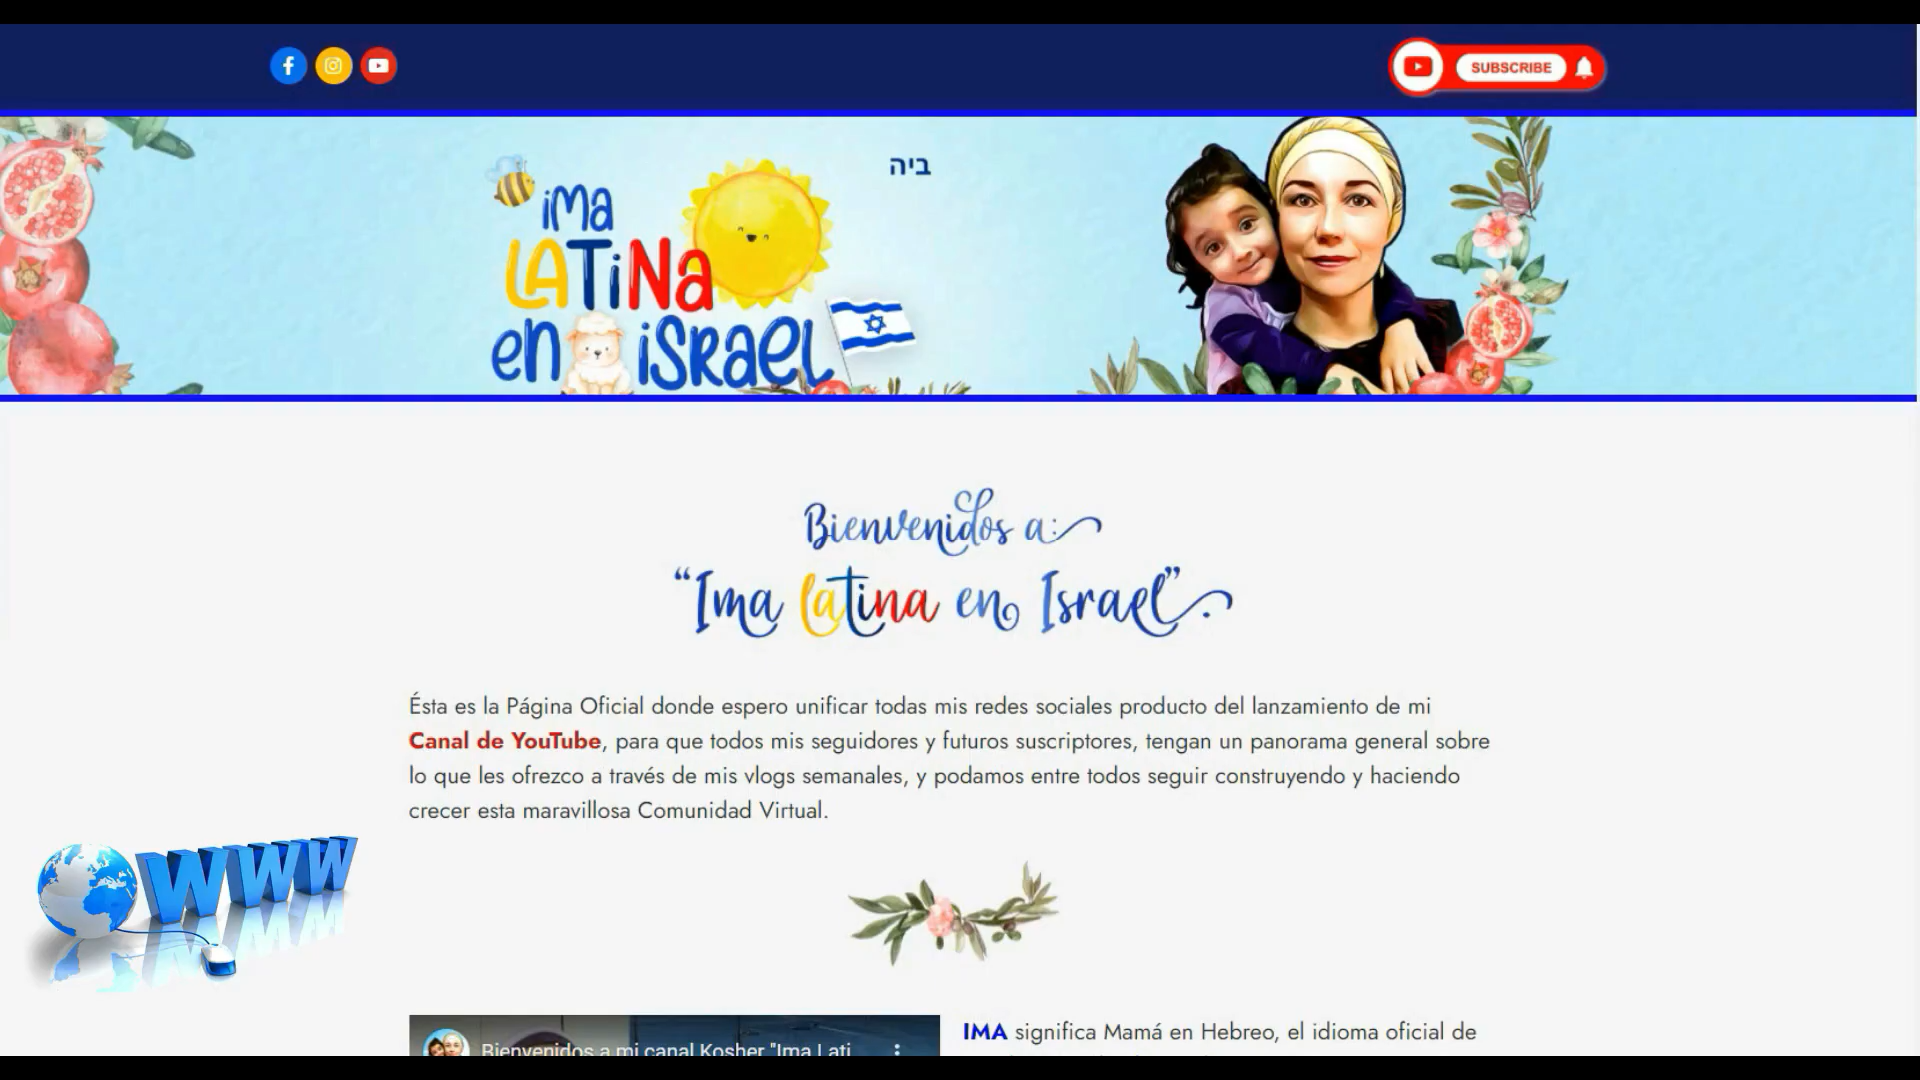 SUBSCRIBE
ביה
ima
LATiNa
en israel
Bienvenidos a:
“Ima latina en Israel”.
Ésta es la Página Oficial donde espero unificar todas mis redes sociales producto del lanzamiento de mi
Canal de YouTube, para que todos mis seguidores y futuros suscriptores, tengan un panorama general sobre
lo que les ofrezco a través de mis vlogs semanales, y podamos entre todos seguir construyendo y haciendo
crecer esta maravillosa Comunidad Virtual.
WWW
Bienvenidos a mi canal Kosher "Ima Lati...
IMA significa Mamá en Hebreo, el idioma oficial de